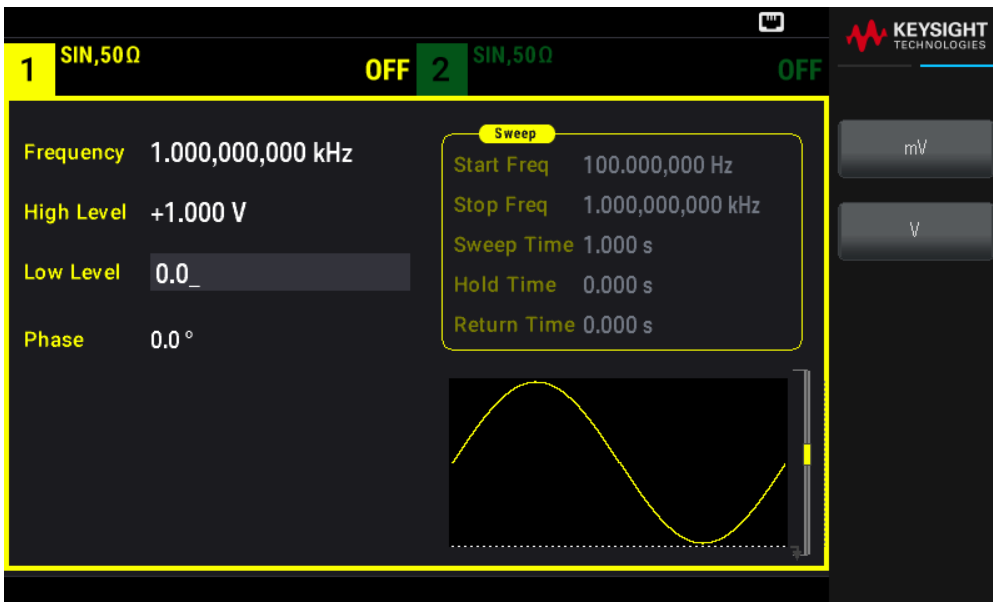 KEYSIGHT
TECHNOLOGIES
1 SIN,50Ω OFF
2 SIN,50Ω OFF
Frequency 1.000,000,000 kHz
High Level +1.000 V
Low Level 0.0_
Phase 0.0 °
Sweep
Start Freq 100.000,000 Hz
Stop Freq 1.000,000,000 kHz
Sweep Time 1.000 s
Hold Time 0.000 s
Return Time 0.000 s
mV
V